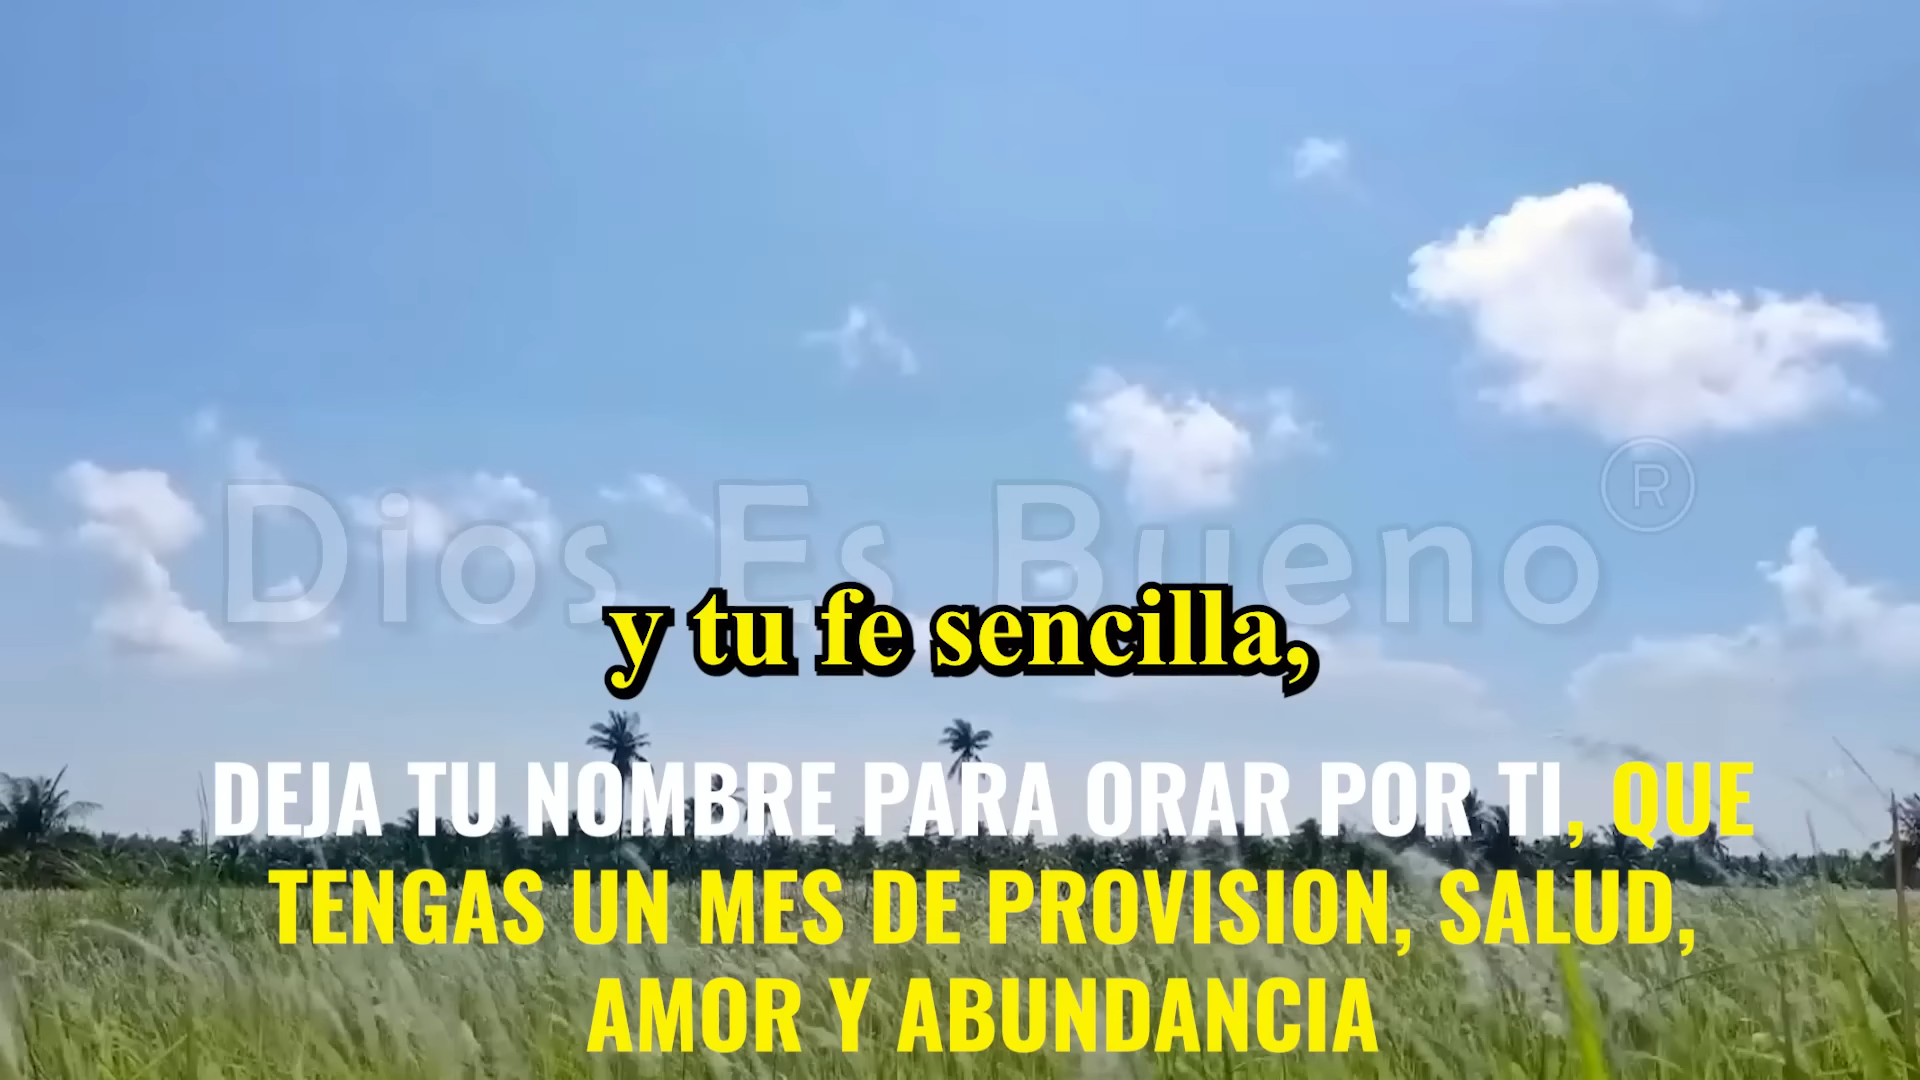 Dios Es Bueno®
y tu fe sencilla,
DEJA TU NOMBRE PARA ORAR POR TI, QUE
TENGAS UN MES DE PROVISION, SALUD,
AMOR Y ABUNDANCIA